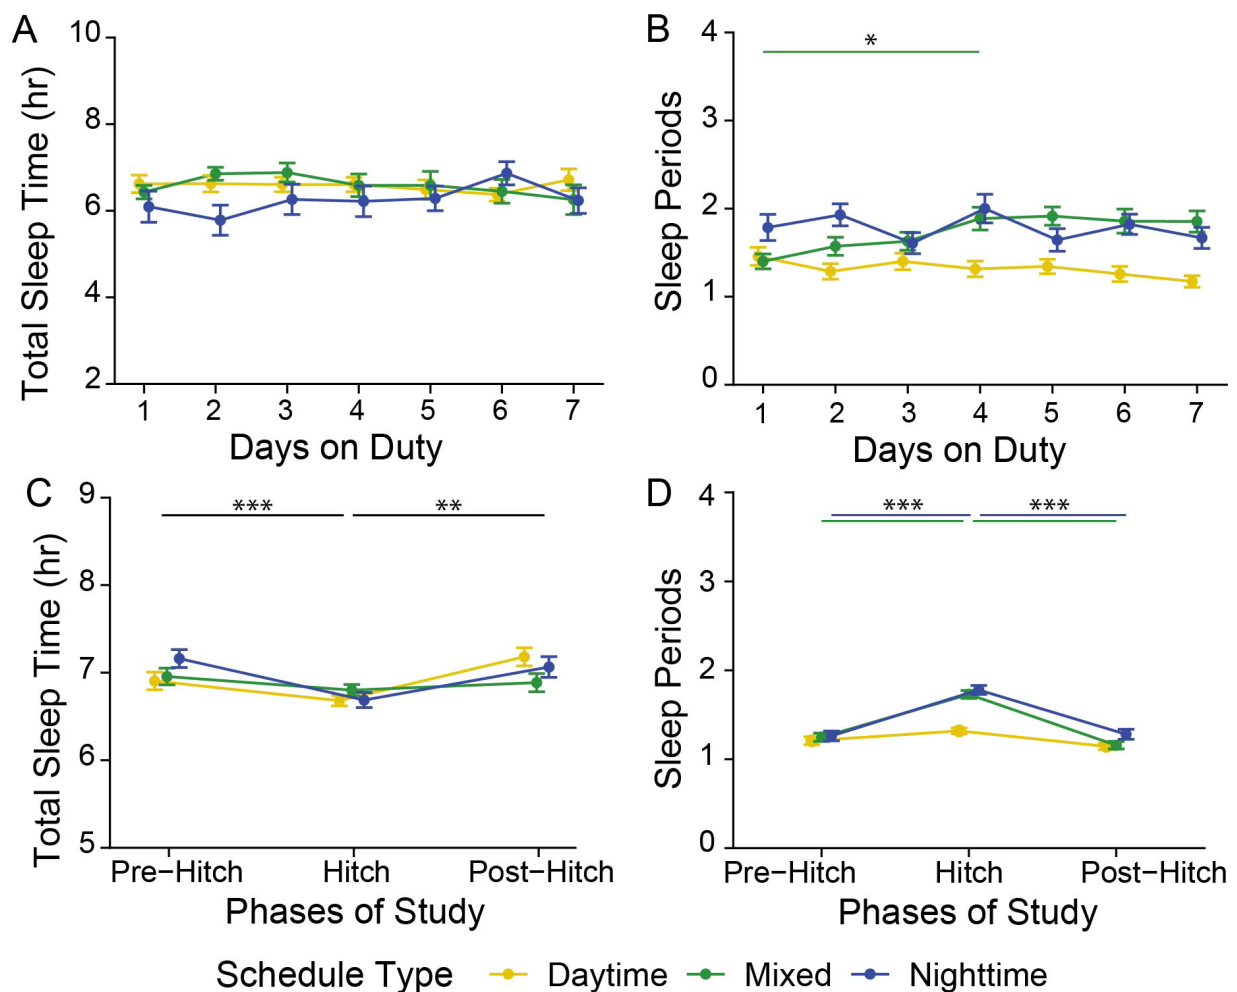 A
Total Sleep Time (hr)
10
8
6
4
2
1 2 3 4 5 6 7
Days on Duty
B
Sleep Periods
*
4
3
2
1
0
1 2 3 4 5 6 7
Days on Duty
C
Total Sleep Time (hr)
*** **
9
8
7
6
5
Pre−Hitch Hitch Post−Hitch
Phases of Study
D
Sleep Periods
*** ***
4
3
2
1
0
Pre−Hitch Hitch Post−Hitch
Phases of Study
Schedule Type Daytime Mixed Nighttime